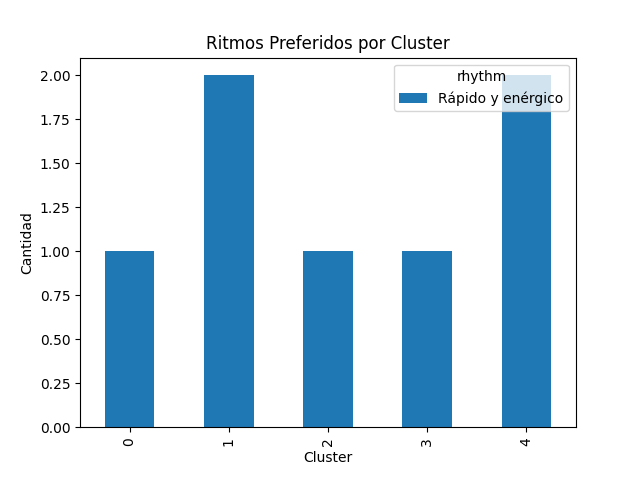 Ritmos Preferidos por Cluster
rhythm
Rápido y enérgico
2.00
1.75
1.50
1.25
1.00
0.75
0.50
0.25
0.00
Cantidad
0
1
2
3
4
Cluster